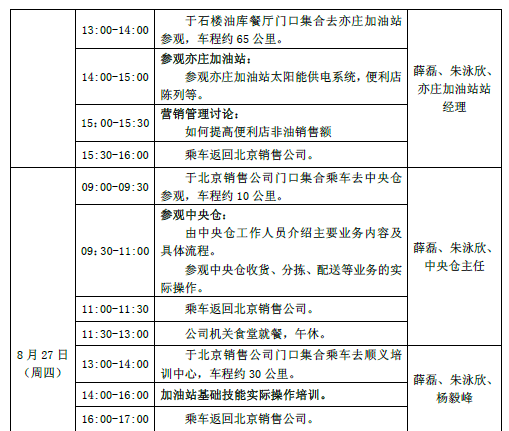 13:00-14:00
于石楼油库餐厅门口集合去亦庄加油站
参观，车程约 65 公里。
14:00-15:00
参观亦庄加油站：
参观亦庄加油站太阳能供电系统，便利店
陈列等。
15:00-15:30
营销管理讨论：
如何提高便利店非油销售额
15:30-16:00
乘车返回北京销售公司。
薛磊、朱泳欣、
亦庄加油站站
经理
8 月 27 日
（周四）
09:00-09:30
于北京销售公司门口集合乘车去中央仓
参观，车程约 10 公里。
09:30-11:00
参观中央仓：
由中央仓工作人员介绍主要业务内容及
具体流程。
参观中央仓收货、分拣、配送等业务的实
际操作。
11:00-11:30
乘车返回北京销售公司。
11:30-13:00
公司机关食堂就餐，午休。
薛磊、朱泳欣、
中央仓主任
13:00-14:00
于北京销售公司门口集合乘车去顺义培
训中心，车程约 30 公里。
14:00-16:00
加油站基础技能实际操作培训。
16:00-17:00
乘车返回北京销售公司。
薛磊、朱泳欣、
杨毅峰